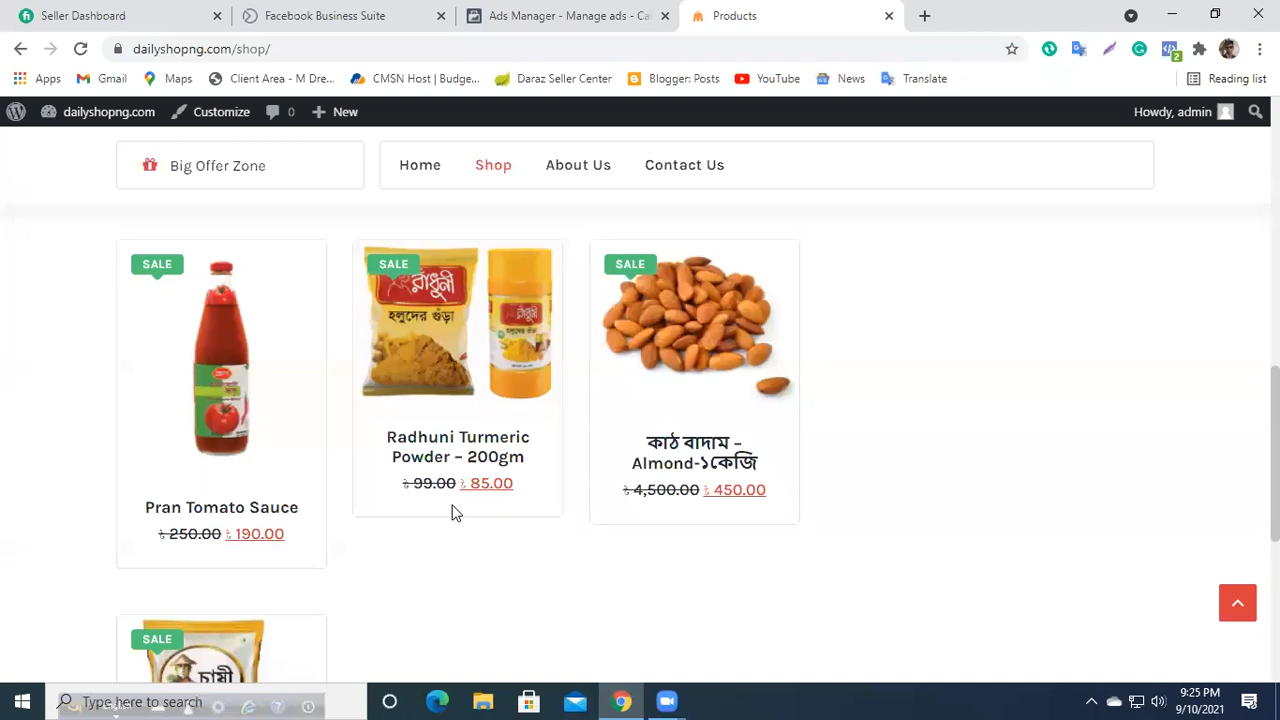 Seller Dashboard
Facebook Business Suite
Ads Manager - Manage ads - Ca
Products
dailyshopng.com/shop/
2
Apps
Gmail
Maps
Client Area - M Dre...
CMSN Host | Budge...
Daraz Seller Center
Blogger: Posts
YouTube
News
Translate
Reading list
dailyshopng.com
Customize
0
New
Howdy, admin
Big Offer Zone
Home
Shop
About Us
Contact Us
SALE
SALE
রাঁধুনী
হলুদের গুঁড়া
রাঁধুনী
SALE
Pran Tomato Sauce
৳ 250.00 ৳ 190.00
Radhuni Turmeric
Powder – 200gm
৳ 99.00 ৳ 85.00
কাঠ বাদাম –
Almond-১কেজি
৳ 4,500.00 ৳ 450.00
SALE
চাষী
Type here to search
9:25 PM
9/10/2021